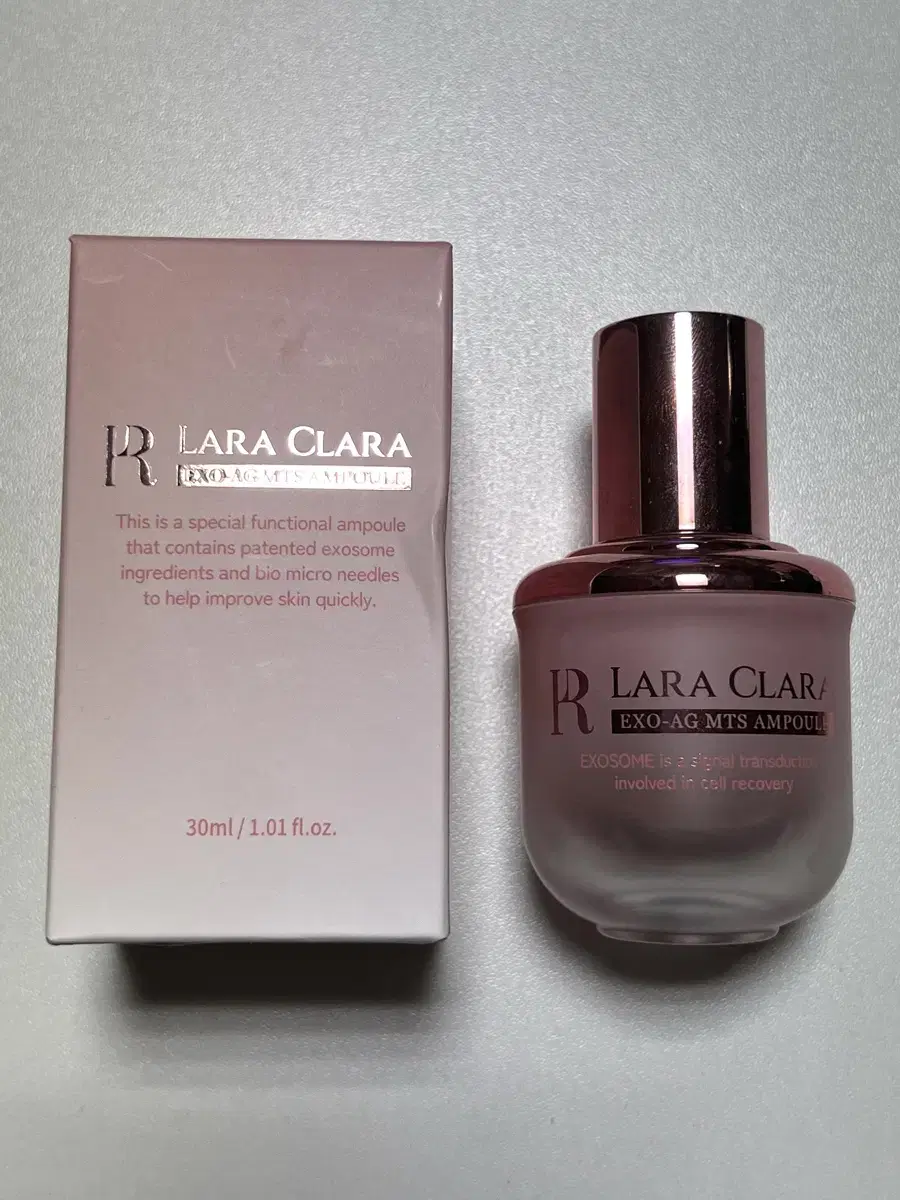 R LARA CLARA
EXO-AG MTS AMPOULE
This is a special functional ampoule
that contains patented exosome
ingredients and bio micro needles
to help improve skin quickly.
30ml / 1.01 fl.oz.
R LARA CLARA
EXO-AG MTS AMPOULE
EXOSOME is a signal transduction
involved in cell recovery